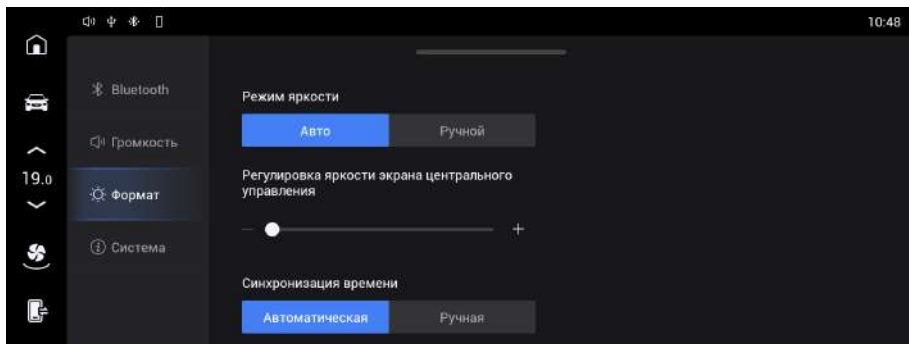 10:48
Bluetooth
Громкость
Формат
Система
19.0
Режим яркости
Авто Ручной
Регулировка яркости экрана центрального
управления
Синхронизация времени
Автоматическая Ручная